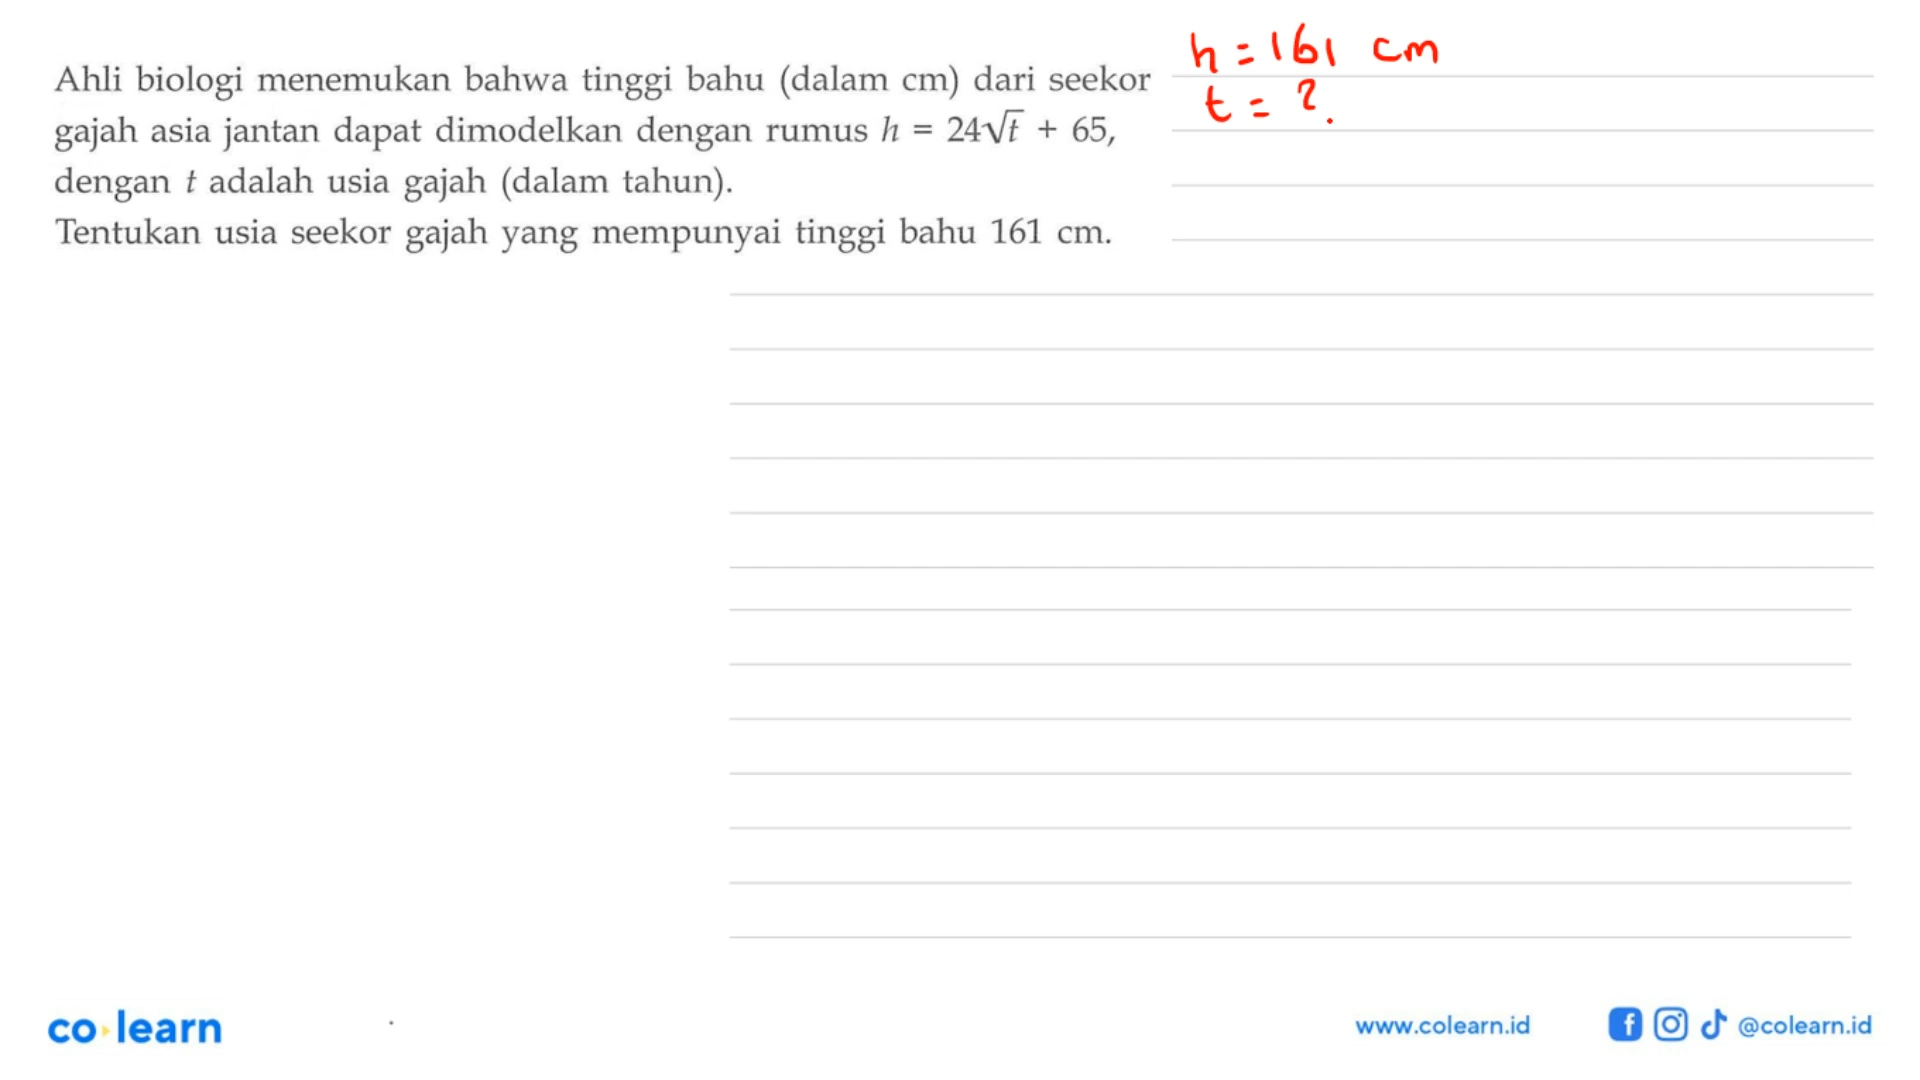 Ahli biologi menemukan bahwa tinggi bahu (dalam cm) dari seekor
gajah asia jantan dapat dimodelkan dengan rumus h = 24√t + 65,
dengan t adalah usia gajah (dalam tahun).
Tentukan usia seekor gajah yang mempunyai tinggi bahu 161 cm.
h = 161 cm
t = ?
co learn
www.colearn.id
@colearn.id